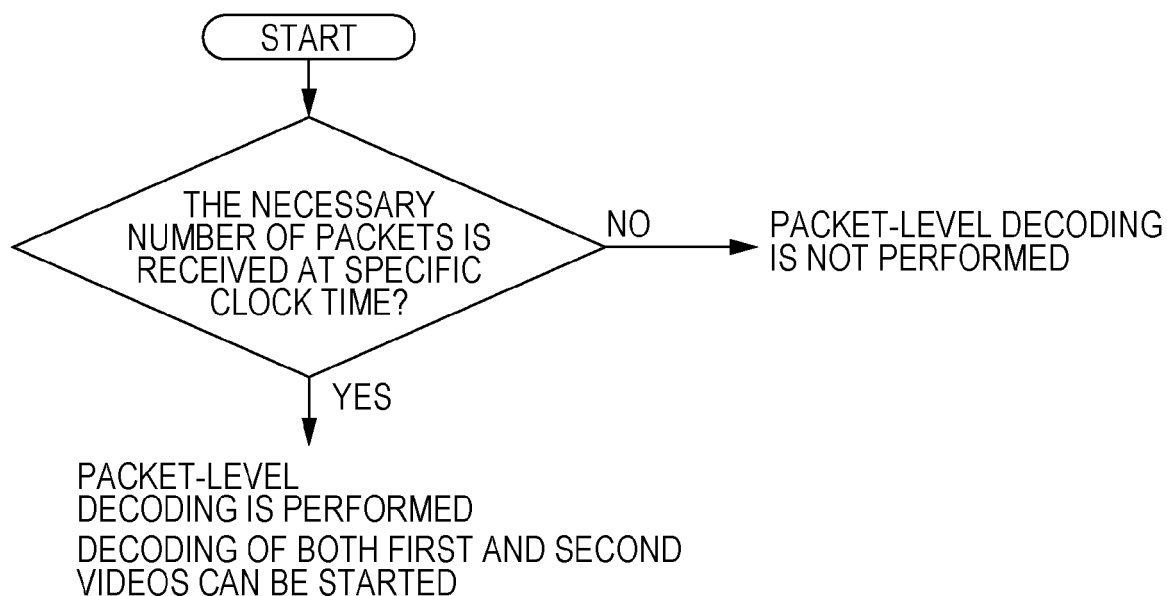 START
THE NECESSARY
NUMBER OF PACKETS IS
RECEIVED AT SPECIFIC
CLOCK TIME?
NO
PACKET-LEVEL DECODING
IS NOT PERFORMED
YES
PACKET-LEVEL
DECODING IS PERFORMED
DECODING OF BOTH FIRST AND SECOND
VIDEOS CAN BE STARTED